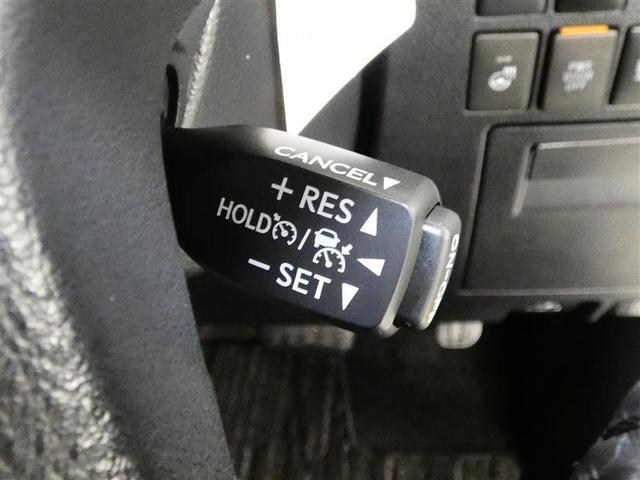 CANCEL
+ RES
HOLD /
− SET